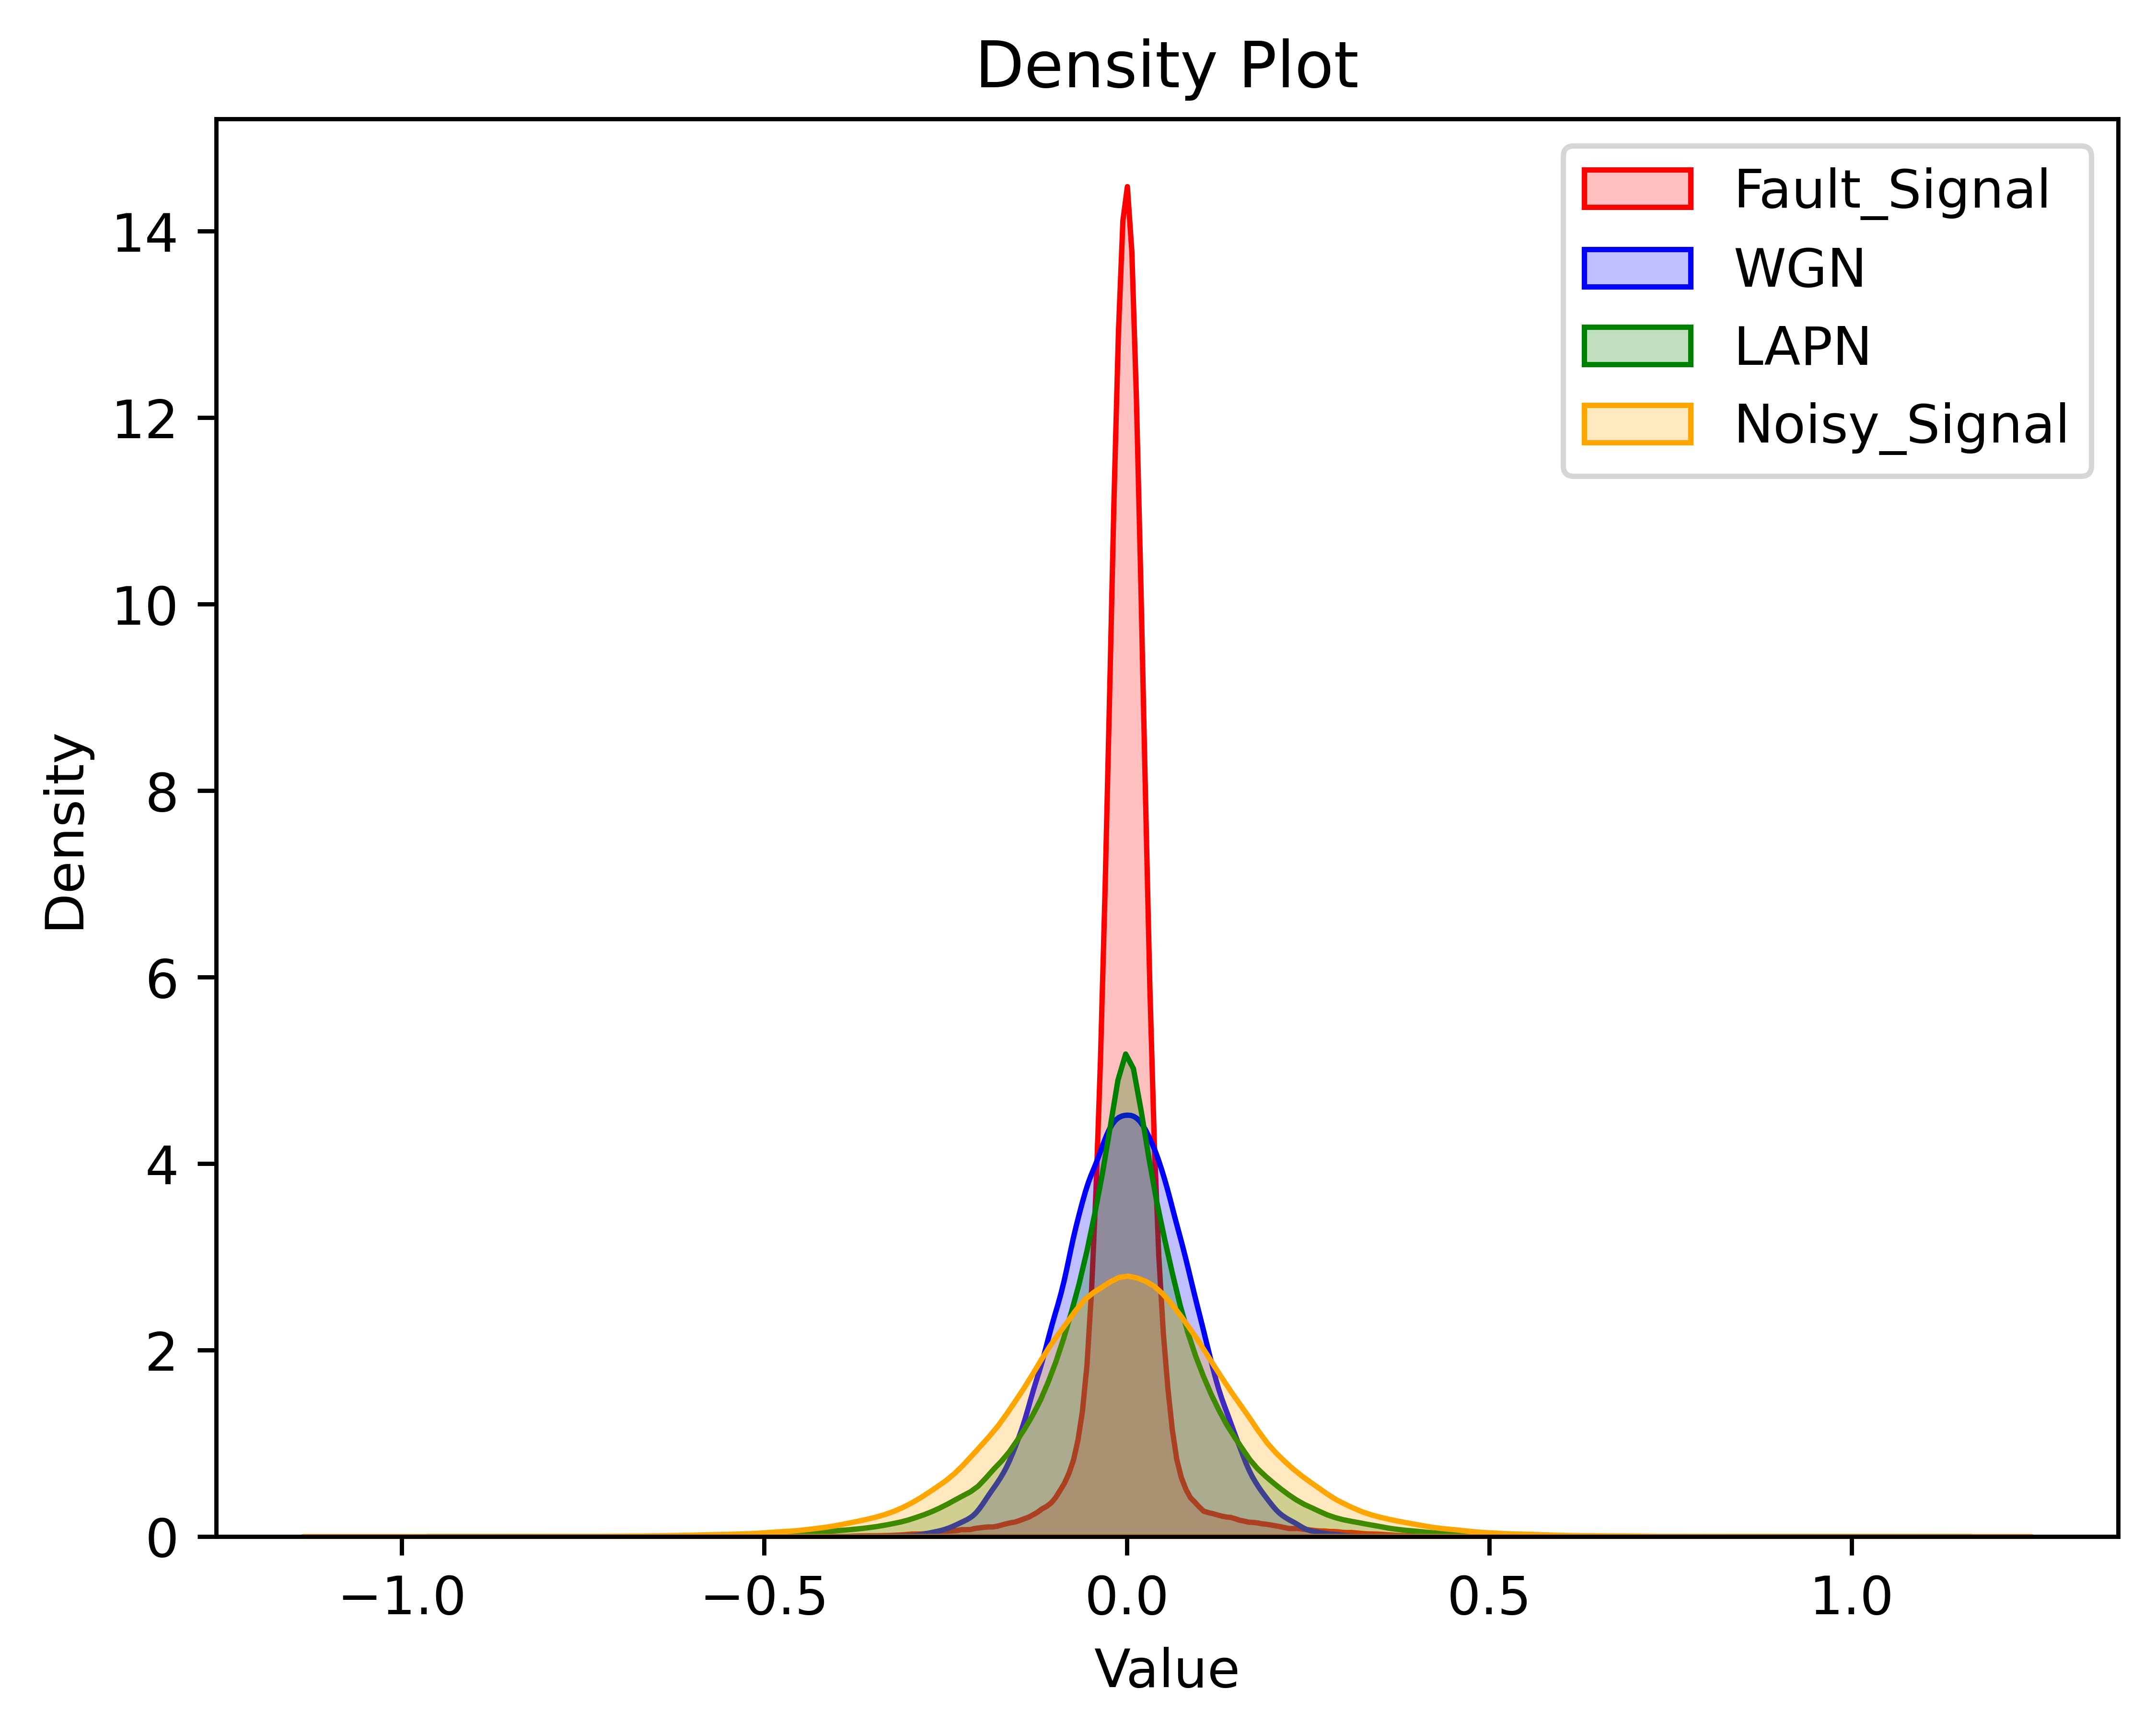 Density Plot
Fault_Signal
WGN
LAPN
Noisy_Signal
Density
14
12
10
8
6
4
2
0
−1.0 −0.5 0.0 0.5 1.0
Value